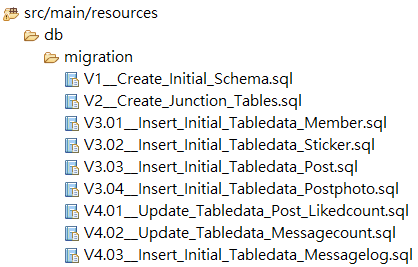 src/main/resources
db
migration
V1__Create_Initial_Schema.sql
V2__Create_Junction_Tables.sql
V3.01__Insert_Initial_Tabledata_Member.sql
V3.02__Insert_Initial_Tabledata_Sticker.sql
V3.03__Insert_Initial_Tabledata_Post.sql
V3.04__Insert_Initial_Tabledata_Postphoto.sql
V4.01__Update_Tabledata_Post_Likedcount.sql
V4.02__Update_Tabledata_Messagecount.sql
V4.03__Insert_Initial_Tabledata_Messagelog.sql